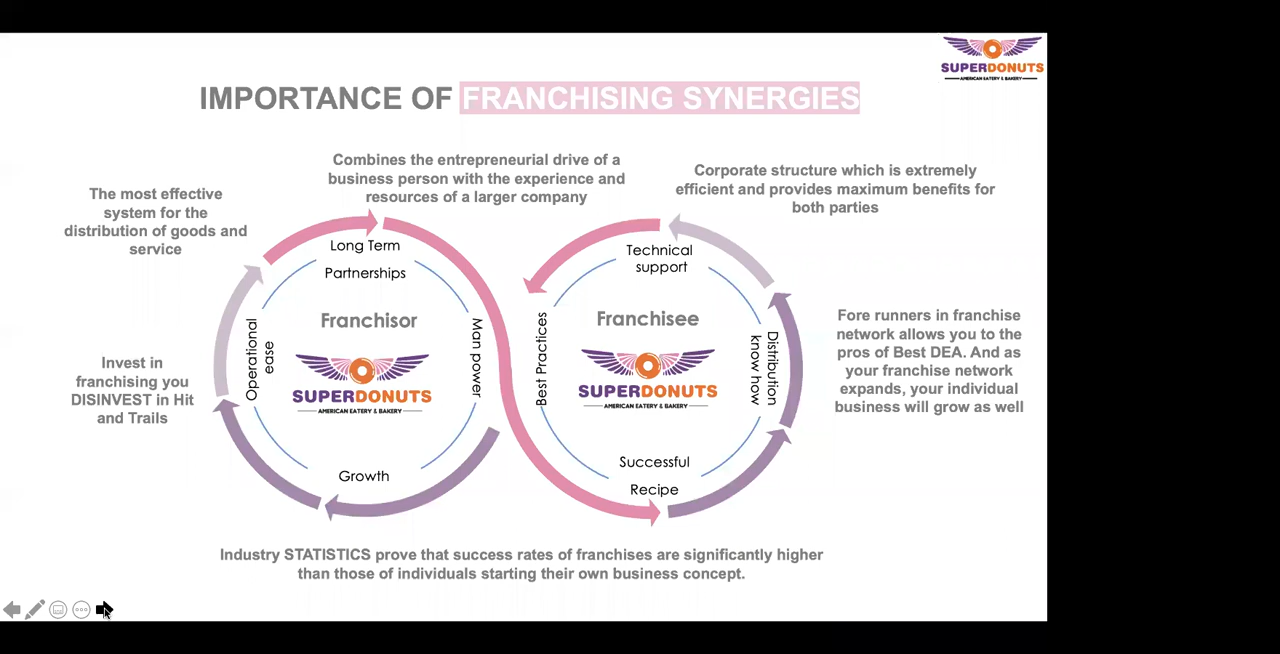 SUPERDONUTS
AMERICAN EATERY & BAKERY
IMPORTANCE OF FRANCHISING SYNERGIES
The most effective
system for the
distribution of goods and
service
Combines the entrepreneurial drive of a
business person with the experience and
resources of a larger company
Corporate structure which is extremely
efficient and provides maximum benefits for
both parties
Long Term
Partnerships
Operational
ease
Franchisor
Man power
SUPERDONUTS
AMERICAN EATERY & BAKERY
Growth
Technical
support
Best Practices
Franchisee
Distribution
know how
SUPERDONUTS
AMERICAN EATERY & BAKERY
Successful
Recipe
Invest in
franchising you
DISINVEST in Hit
and Trails
Fore runners in franchise
network allows you to the
pros of Best DEA. And as
your franchise network
expands, your individual
business will grow as well
Industry STATISTICS prove that success rates of franchises are significantly higher
than those of individuals starting their own business concept.